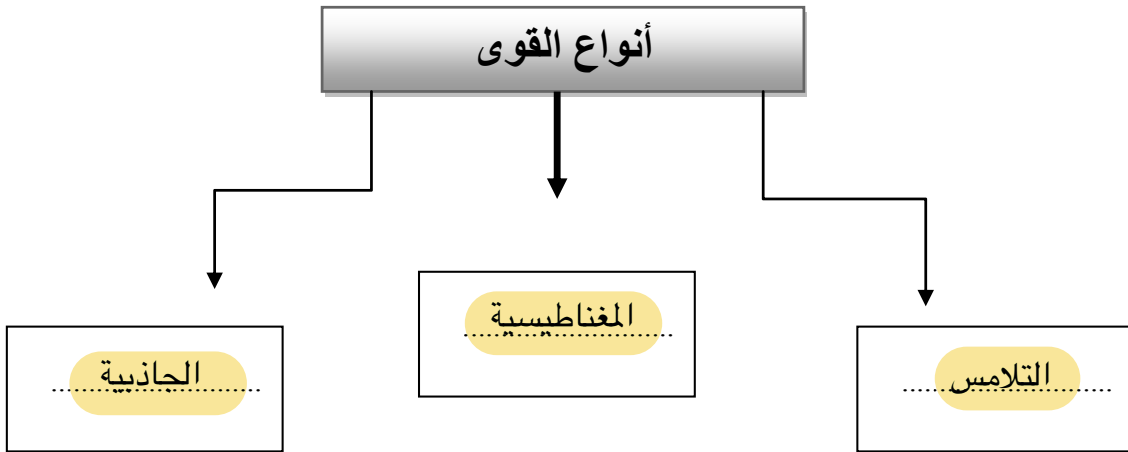 أنواع القوى
التلامس
المغناطيسية
الجاذبية